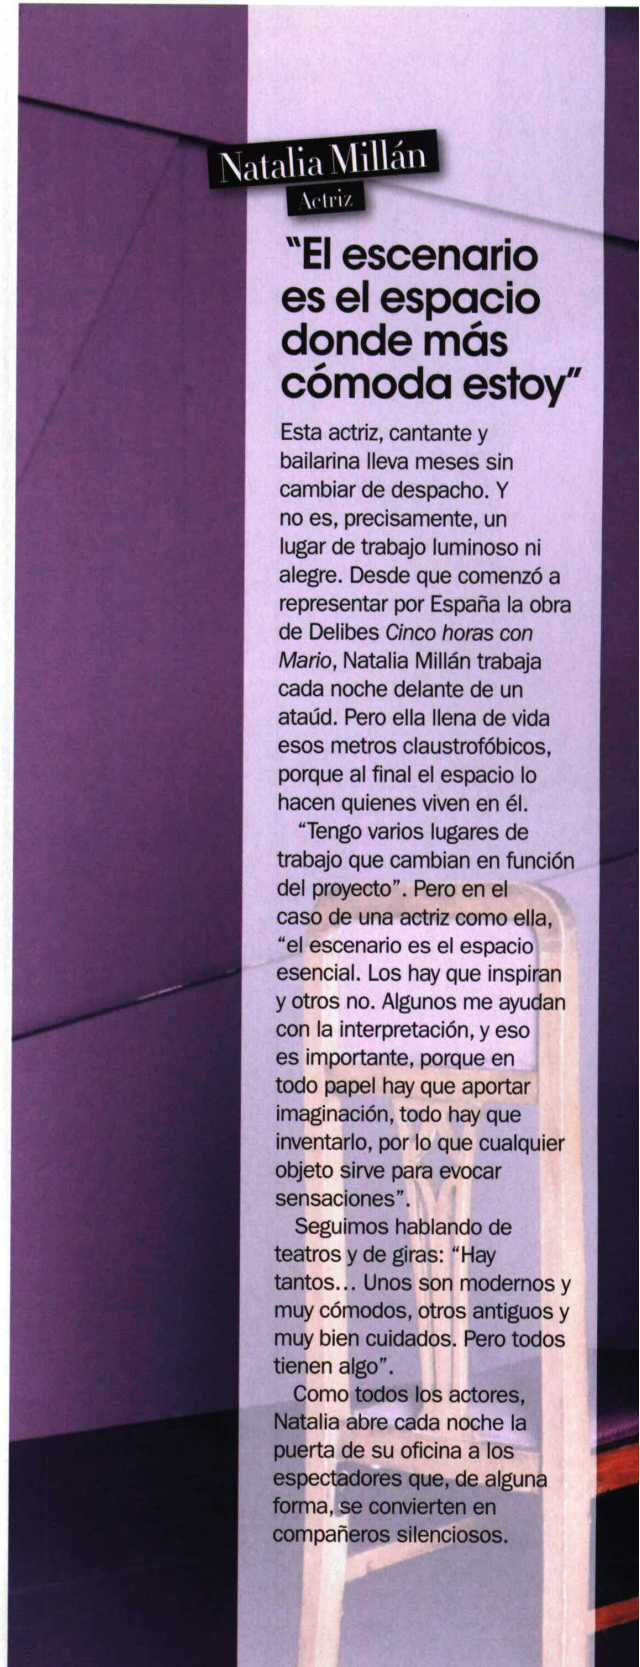 Natalia Millán
Actriz
“El escenario
es el espacio
donde más
cómoda estoy”
Esta actriz, cantante y
bailarina lleva meses sin
cambiar de despacho. Y
no es, precisamente, un
lugar de trabajo luminoso ni
alegre. Desde que comenzó a
representar por España la obra
de Delibes Cinco horas con
Mario, Natalia Millán trabaja
cada noche delante de un
ataúd. Pero ella llena de vida
esos metros claustrofóbicos,
porque al final el espacio lo
hacen quienes viven en él.
“Tengo varios lugares de
trabajo que cambian en función
del proyecto”. Pero en el
caso de una actriz como ella,
“el escenario es el espacio
esencial. Los hay que inspiran
y otros no. Algunos me ayudan
con la interpretación, y eso
es importante, porque en
todo papel hay que aportar
imaginación, todo hay que
inventarlo, por lo que cualquier
objeto sirve para evocar
sensaciones”.
Seguimos hablando de
teatros y de giras: “Hay
tantos... Unos son modernos y
muy cómodos, otros antiguos y
muy bien cuidados. Pero todos
tienen algo”.
Como todos los actores,
Natalia abre cada noche la
puerta de su oficina a los
espectadores que, de alguna
forma, se convierten en
compañeros silenciosos.